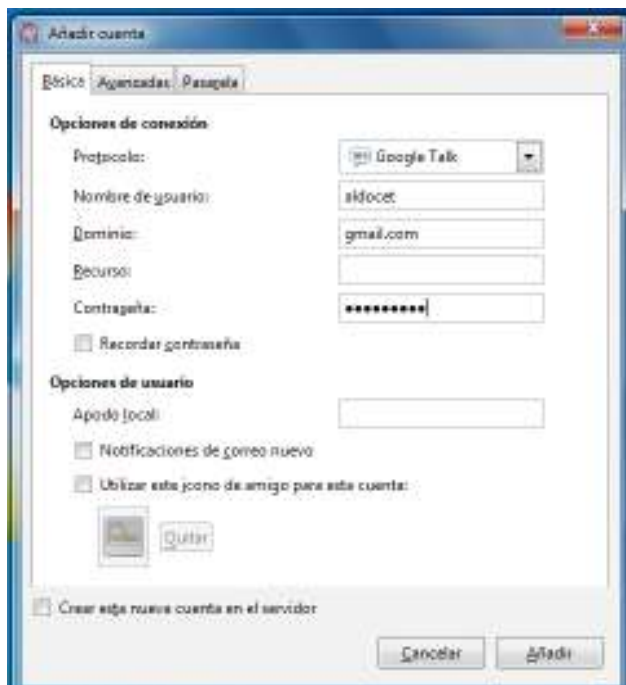 Añadir cuenta
Básica Avanzadas Pasarela
Opciones de conexión
Protocolo: Google Talk
Nombre de usuario: aldocet
Dominio: gmail.com
Recurso:
Contraseña: •••••••••
Recordar contraseña
Opciones de usuario
Apodo local:
Notificaciones de correo nuevo
Utilizar este icono de amigo para esta cuenta:
Quitar
Crear esta nueva cuenta en el servidor
Cancelar Añadir